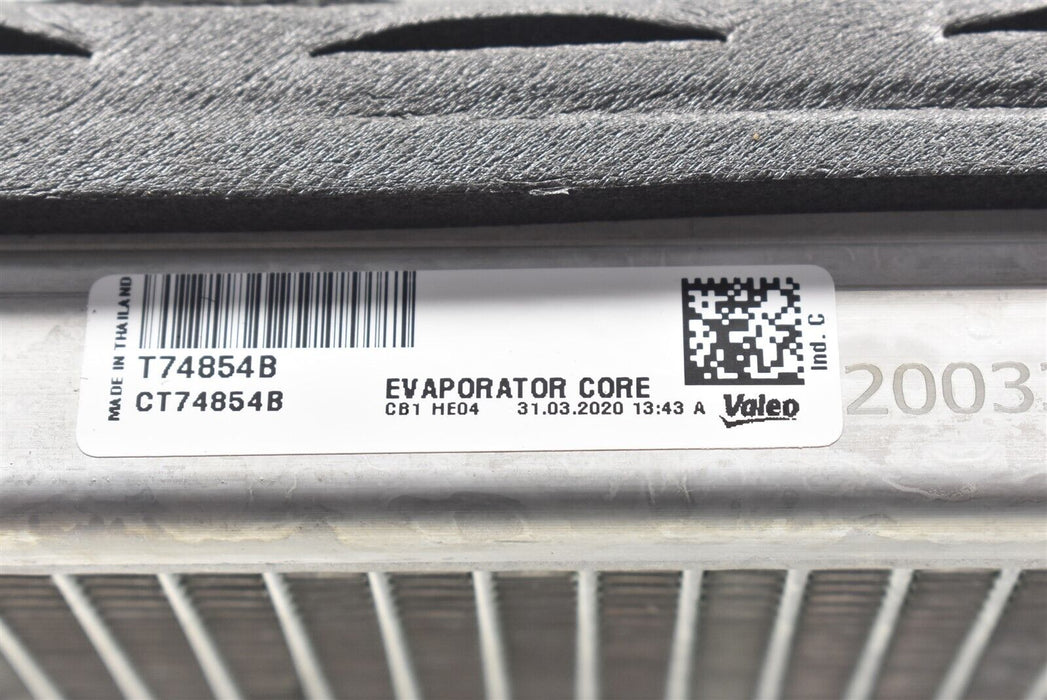 MADE IN THAILAND
T74854B
CT74854B
EVAPORATOR CORE
CB1 HE04 31.03.2020 13:43 A
Valeo
Ind. C
2003